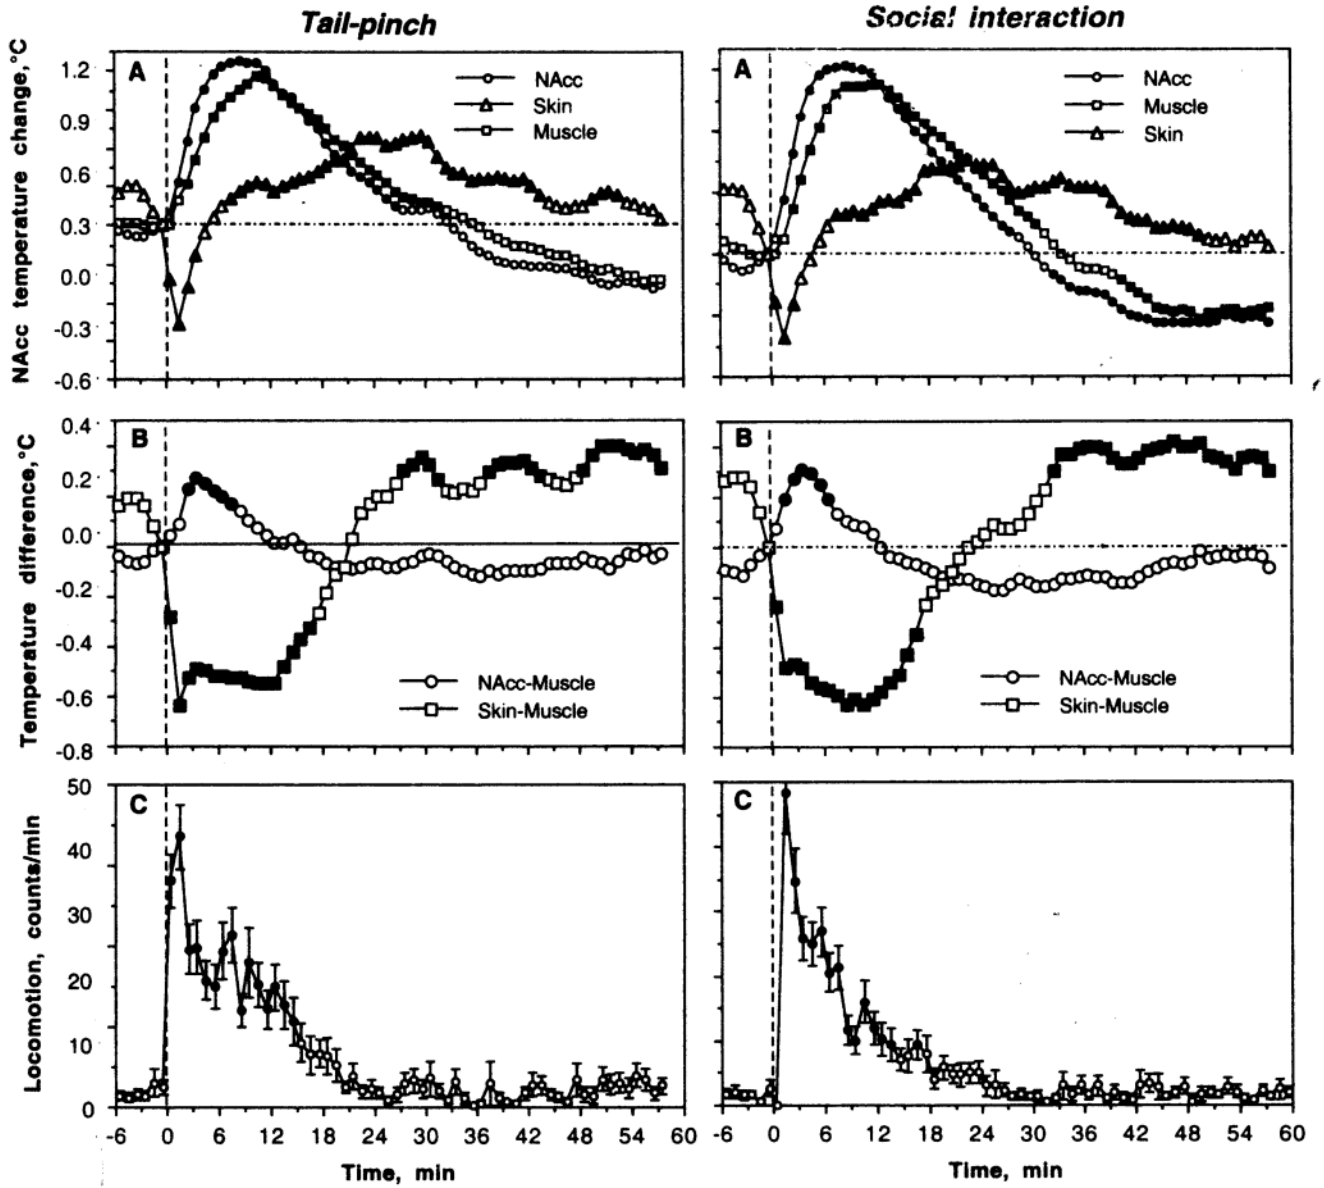 Tail-pinch
Social interaction
NAcc temperature change,°C
1.2
0.9
0.6
0.3
0.0
-0.3
-0.6
A
NAcc
Skin
Muscle
A
NAcc
Muscle
Skin
Temperature difference,°C
0.4
0.2
0.0
-0.2
-0.4
-0.6
-0.8
B
NAcc-Muscle
Skin-Muscle
B
NAcc-Muscle
Skin-Muscle
Locomotion, counts/min
50
40
30
20
10
0
C
C
-6 0 6 12 18 24 30 36 42 48 54 60
Time, min
-6 0 6 12 18 24 30 36 42 48 54 60
Time, min